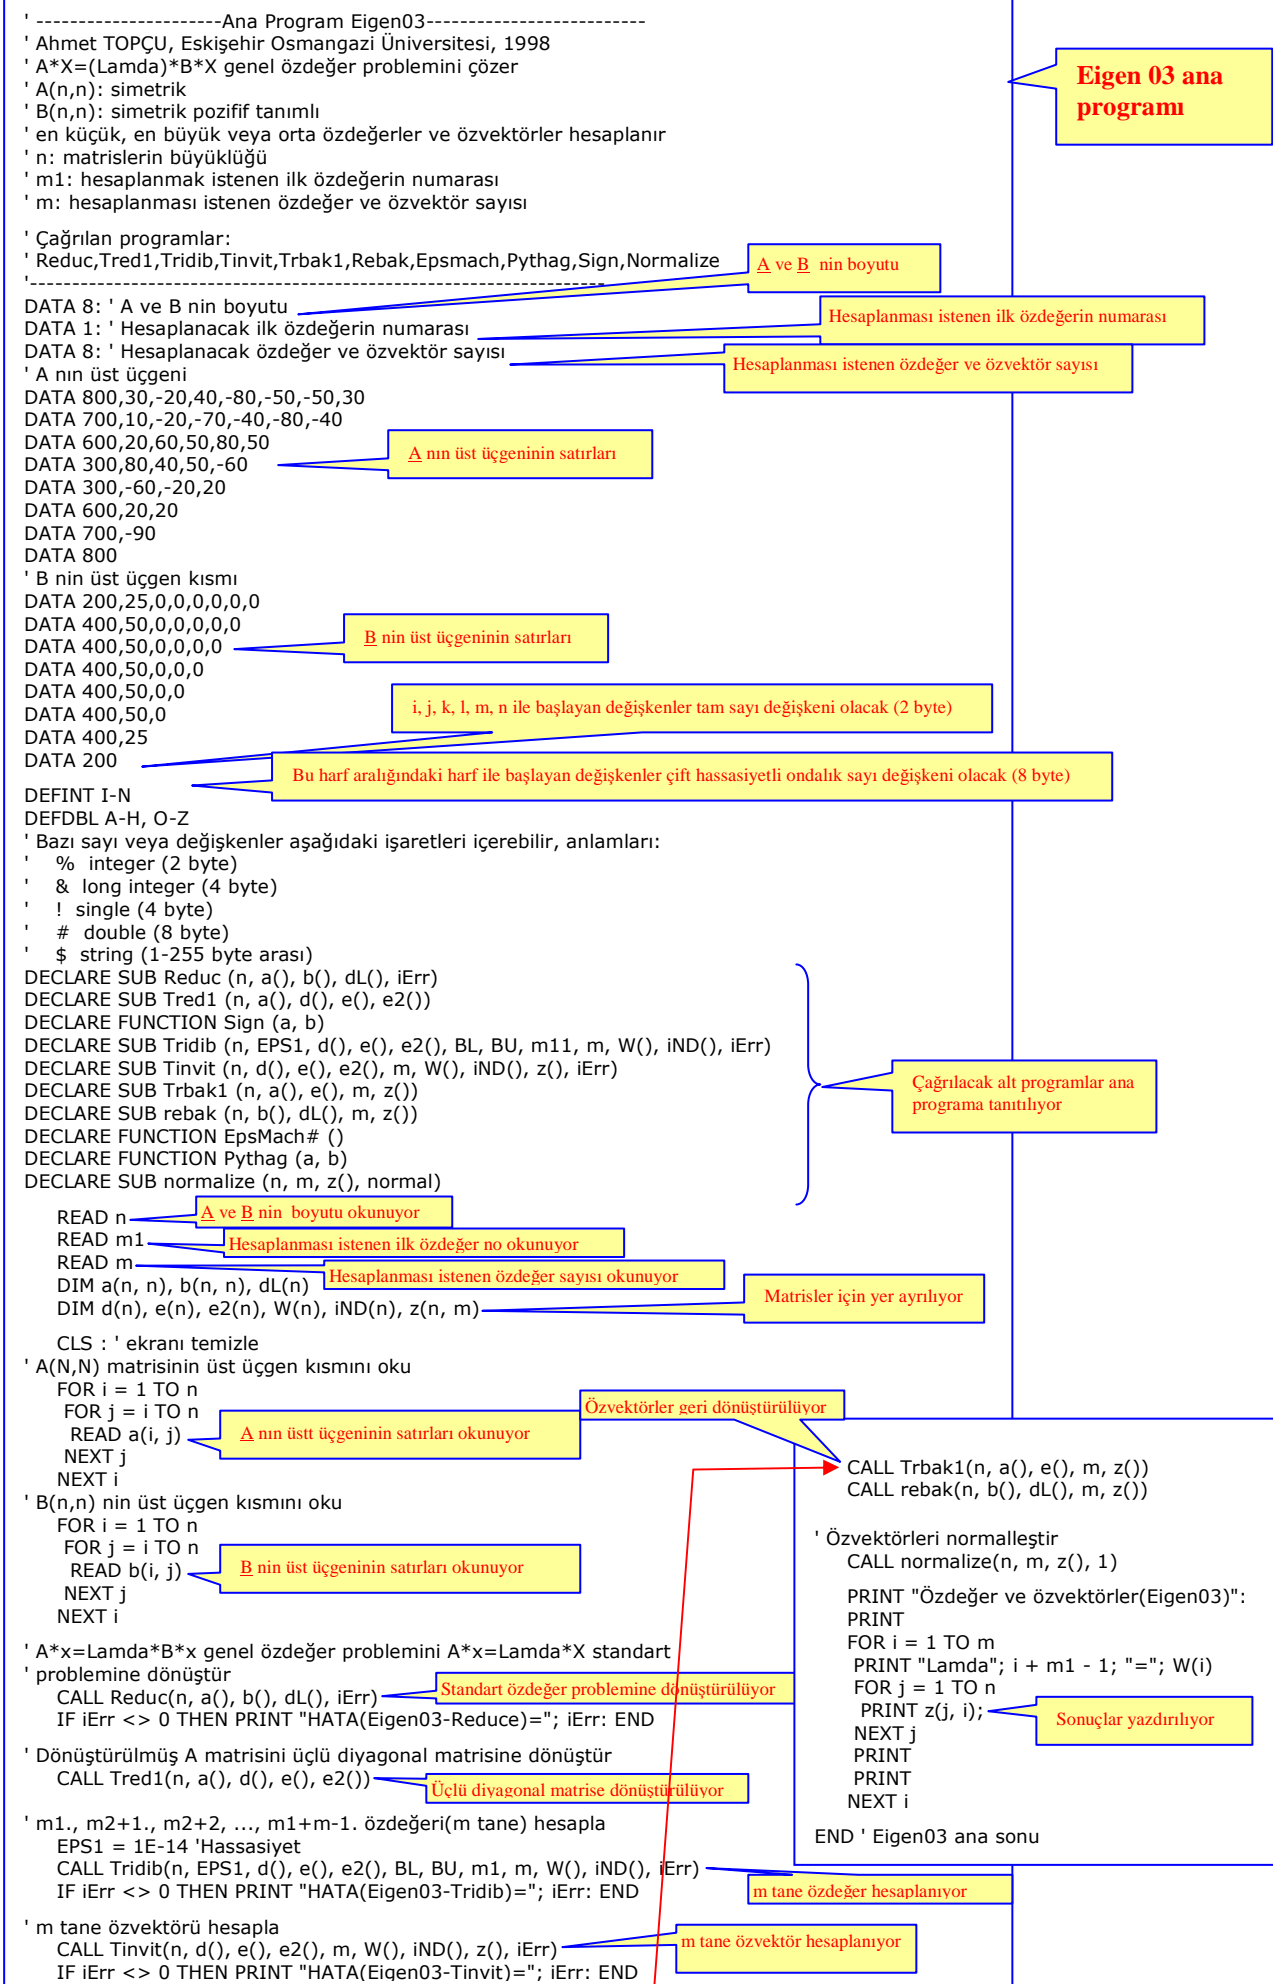 ' ----------------------Ana Program Eigen03--------------------------
' Ahmet TOPÇU, Eskişehir Osmangazi Üniversitesi, 1998
' A*X=(Lamda)*B*X genel özdeğer problemini çözer
' A(n,n): simetrik
' B(n,n): simetrik pozifif tanımlı
' en küçük, en büyük veya orta özdeğerler ve özvektörler hesaplanır
' n: matrislerin büyüklüğü
' m1: hesaplanmak istenen ilk özdeğerin numarası
' m: hesaplanması istenen özdeğer ve özvektör sayısı
Eigen 03 ana
programı
' Çağrılan programlar:
' Reduc,Tred1,Tridib,Tinvit,Trbak1,Rebak,Epsmach,Pythag,Sign,Normalize
A ve B nin boyutu
'--------------------------------------------------------------------
DATA 8: ' A ve B nin boyutu
DATA 1: ' Hesaplanacak ilk özdeğerin numarası
Hesaplanması istenen ilk özdeğerin numarası
DATA 8: ' Hesaplanacak özdeğer ve özvektör sayısı
Hesaplanması istenen özdeğer ve özvektör sayısı
' A nın üst üçgeni
DATA 800,30,-20,40,-80,-50,-50,30
DATA 700,10,-20,-70,-40,-80,-40
DATA 600,20,60,50,80,50
DATA 300,80,40,50,-60
A nın üst üçgeninin satırları
DATA 300,-60,-20,20
DATA 600,20,20
DATA 700,-90
DATA 800
' B nin üst üçgen kısmı
DATA 200,25,0,0,0,0,0,0
DATA 400,50,0,0,0,0,0
DATA 400,50,0,0,0,0
B nin üst üçgeninin satırları
DATA 400,50,0,0,0
DATA 400,50,0,0
DATA 400,50,0
DATA 400,25
DATA 200
i, j, k, l, m, n ile başlayan değişkenler tam sayı değişkeni olacak (2 byte)
Bu harf aralığındaki harf ile başlayan değişkenler çift hassasiyetli ondalık sayı değişkeni olacak (8 byte)
DEFINT I-N
DEFDBL A-H, O-Z
' Bazı sayı veya değişkenler aşağıdaki işaretleri içerebilir, anlamları:
' % integer (2 byte)
' & long integer (4 byte)
' ! single (4 byte)
' # double (8 byte)
' $ string (1-255 byte arası)
DECLARE SUB Reduc (n, a(), b(), dL(), iErr)
DECLARE SUB Tred1 (n, a(), d(), e(), e2())
DECLARE FUNCTION Sign (a, b)
DECLARE SUB Tridib (n, EPS1, d(), e(), e2(), BL, BU, m11, m, W(), iND(), iErr)
DECLARE SUB Tinvit (n, d(), e(), e2(), m, W(), iND(), z(), iErr)
DECLARE SUB Trbak1 (n, a(), e(), m, z())
DECLARE SUB rebak (n, b(), dL(), m, z())
DECLARE FUNCTION EpsMach# ()
DECLARE FUNCTION Pythag (a, b)
DECLARE SUB normalize (n, m, z(), normal)
Çağrılacak alt programlar ana
programa tanıtılıyor
READ n
A ve B nin boyutu okunuyor
READ m1
Hesaplanması istenen ilk özdeğer no okunuyor
READ m
Hesaplanması istenen özdeğer sayısı okunuyor
DIM a(n, n), b(n, n), dL(n)
DIM d(n), e(n), e2(n), W(n), iND(n), z(n, m)
Matrisler için yer ayrılıyor
CLS : ' ekranı temizle
' A(N,N) matrisinin üst üçgen kısmını oku
FOR i = 1 TO n
FOR j = i TO n
READ a(i, j)
A nın üstt üçgeninin satırları okunuyor
NEXT j
NEXT i
' B(n,n) nin üst üçgen kısmını oku
FOR i = 1 TO n
FOR j = i TO n
READ b(i, j)
B nin üst üçgeninin satırları okunuyor
NEXT j
NEXT i
' A*x=Lamda*B*x genel özdeğer problemini A*x=Lamda*X standart
' problemine dönüştür
CALL Reduc(n, a(), b(), dL(), iErr)
Standart özdeğer problemine dönüştürülüyor
IF iErr <> 0 THEN PRINT "HATA(Eigen03-Reduce)="; iErr: END
' Dönüştürülmüş A matrisini üçlü diyagonal matrisine dönüştür
CALL Tred1(n, a(), d(), e(), e2())
Üçlü diyagonal matrise dönüştürülüyor
' m1., m2+1., m2+2, ..., m1+m-1. özdeğeri(m tane) hesapla
EPS1 = 1E-14 'Hassasiyet
CALL Tridib(n, EPS1, d(), e(), e2(), BL, BU, m1, m, W(), iND(), iErr)
IF iErr <> 0 THEN PRINT "HATA(Eigen03-Tridib)="; iErr: END
m tane özdeğer hesaplanıyor
' m tane özvektörü hesapla
CALL Tinvit(n, d(), e(), e2(), m, W(), iND(), z(), iErr)
m tane özvektör hesaplanıyor
IF iErr <> 0 THEN PRINT "HATA(Eigen03-Tinvit)="; iErr: END
Özvektörler geri dönüştürülüyor
CALL Trbak1(n, a(), e(), m, z())
CALL rebak(n, b(), dL(), m, z())
' Özvektörleri normalleştir
CALL normalize(n, m, z(), 1)
PRINT "Özdeğer ve özvektörler(Eigen03)":
PRINT
FOR i = 1 TO m
PRINT "Lamda"; i + m1 - 1; "="; W(i)
FOR j = 1 TO n
PRINT z(j, i);
Sonuçlar yazdırılıyor
NEXT j
PRINT
PRINT
NEXT i
END ' Eigen03 ana sonu